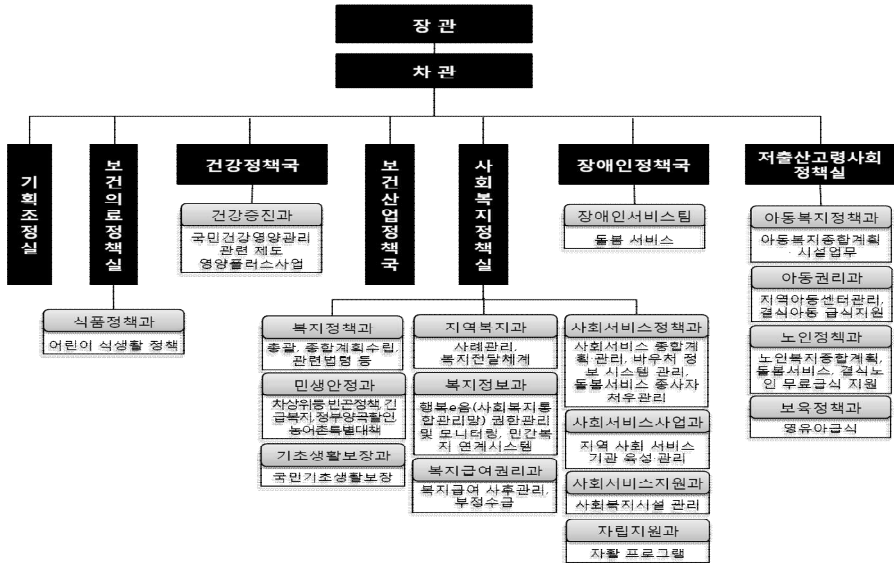 장 관
차 관
기획조정실
보건의료정책실
식품정책과
어린이 식생활 정책
건강정책국
건강증진과
국민건강영양관리
관련 제도
영양플러스사업
보건산업정책국
사회복지정책실
복지정책과
총괄, 종합계획수립,
관련법령 등
민생안정과
차상위등 빈곤정책, 긴
급복지, 정부양곡할인
농어촌특별대책
기초생활보장과
국민기초생활보장
지역복지과
사례관리,
복지전달체계
복지정보과
행복e음(사회복지통
합관리망) 권한관리
및 모니터링, 민간복
지 연계시스템
복지급여권리과
복지급여 사후관리,
부정수급
사회서비스정책과
사회서비스 종합계
획 관리, 바우처 정
보 시스템 관리,
돌봄서비스 종사자
처우관리
사회서비스사업과
지역 사회 서비스
기관 육성 관리
사회서비스지원과
사회복지시설 관리
자립지원과
자활 프로그램
장애인정책국
장애인서비스팀
돌봄 서비스
저출산고령사회
정책실
아동복지정책과
아동복지종합계획
시설업무
아동권리과
지역아동센터관리,
결식아동 급식지원
노인정책과
노인복지종합계획,
돌봄서비스, 결식노
인 무료급식 지원
보육정책과
영유아급식